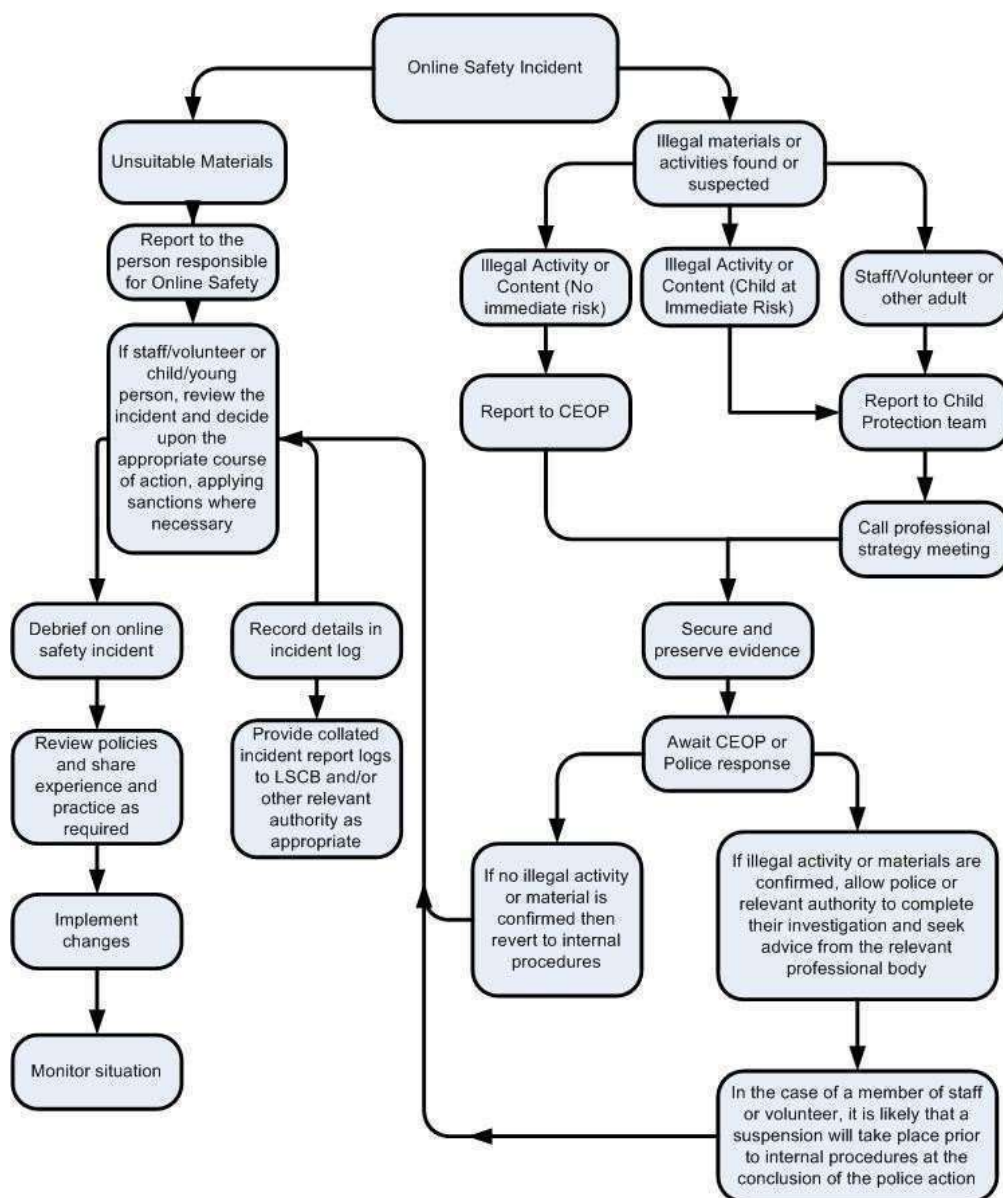 Online Safety Incident
Unsuitable Materials
Report to the
person responsible
for Online Safety
If staff/volunteer or
child/young
person, review the
incident and decide
upon the
appropriate course
of action, applying
sanctions where
necessary
Debrief on online
safety incident
Review policies
and share
experience and
practice as
required
Implement
changes
Monitor situation
Record details in
incident log
Provide collated
incident report logs
to LSCB and/or
other relevant
authority as
appropriate
Illegal materials or
activities found or
suspected
Illegal Activity or
Content (No
immediate risk)
Illegal Activity or
Content (Child at
Immediate Risk)
Staff/Volunteer or
other adult
Report to CEOP
Report to Child
Protection team
Call professional
strategy meeting
Secure and
preserve evidence
Await CEOP or
Police response
If no illegal activity
or material is
confirmed then
revert to internal
procedures
If illegal activity or materials are
confirmed, allow police or
relevant authority to complete
their investigation and seek
advice from the relevant
professional body
In the case of a member of staff
or volunteer, it is likely that a
suspension will take place prior
to internal procedures at the
conclusion of the police action